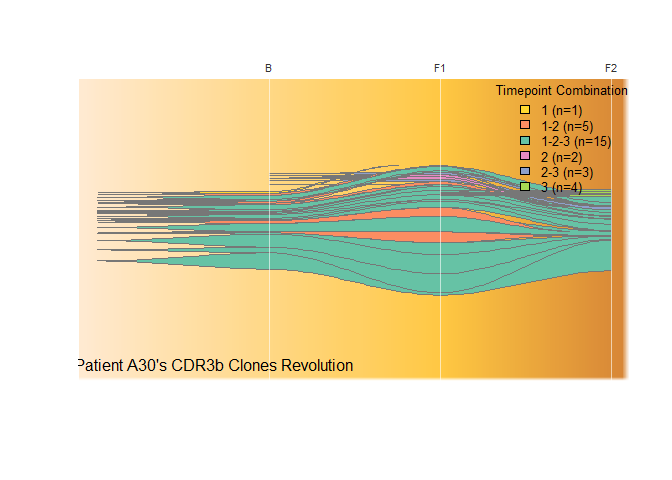 B F1 F2
Timepoint Combination
1 (n=1)
1-2 (n=5)
1-2-3 (n=15)
2 (n=2)
2-3 (n=3)
3 (n=4)
Patient A30's CDR3b Clones Revolution